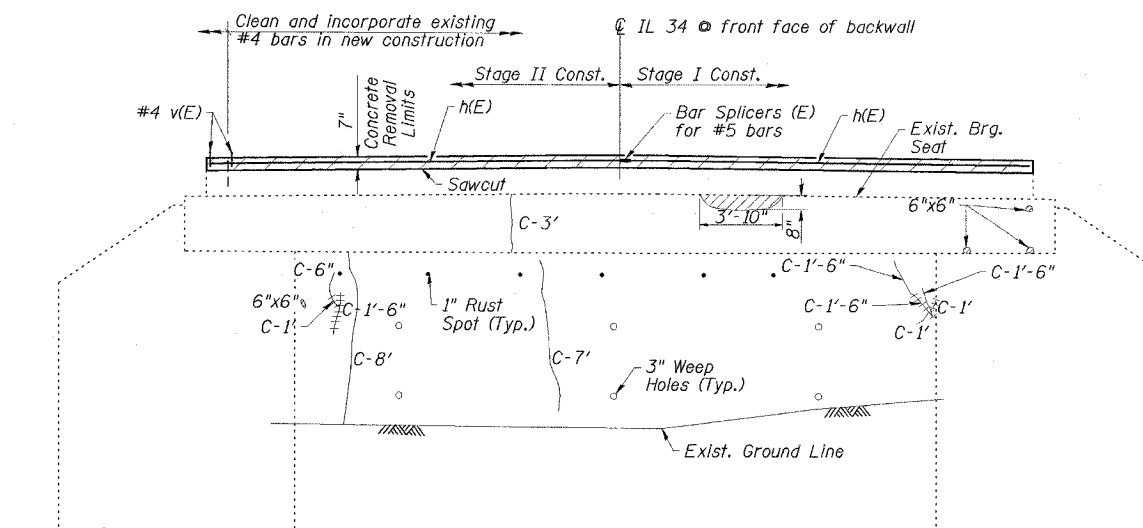 Clean and incorporate existing
#4 bars in new construction
℄ IL 34 @ front face of backwall
Stage II Const.
Stage I Const.
#4 v(E)
7"
Concrete
Removal
Limits
h(E)
Bar Splicers (E)
for #5 bars
h(E)
Exist. Brg.
Seat
Sawcut
C-3'
3'-10"
8"
6"x6"
C-6"
6"x6"
C-1'
C-1'-6"
1" Rust
Spot (Typ.)
C-1'-6"
C-1'-6"
C-1'-6"
C-1'
C-1'
C-8'
C-7'
3" Weep
Holes (Typ.)
Exist. Ground Line